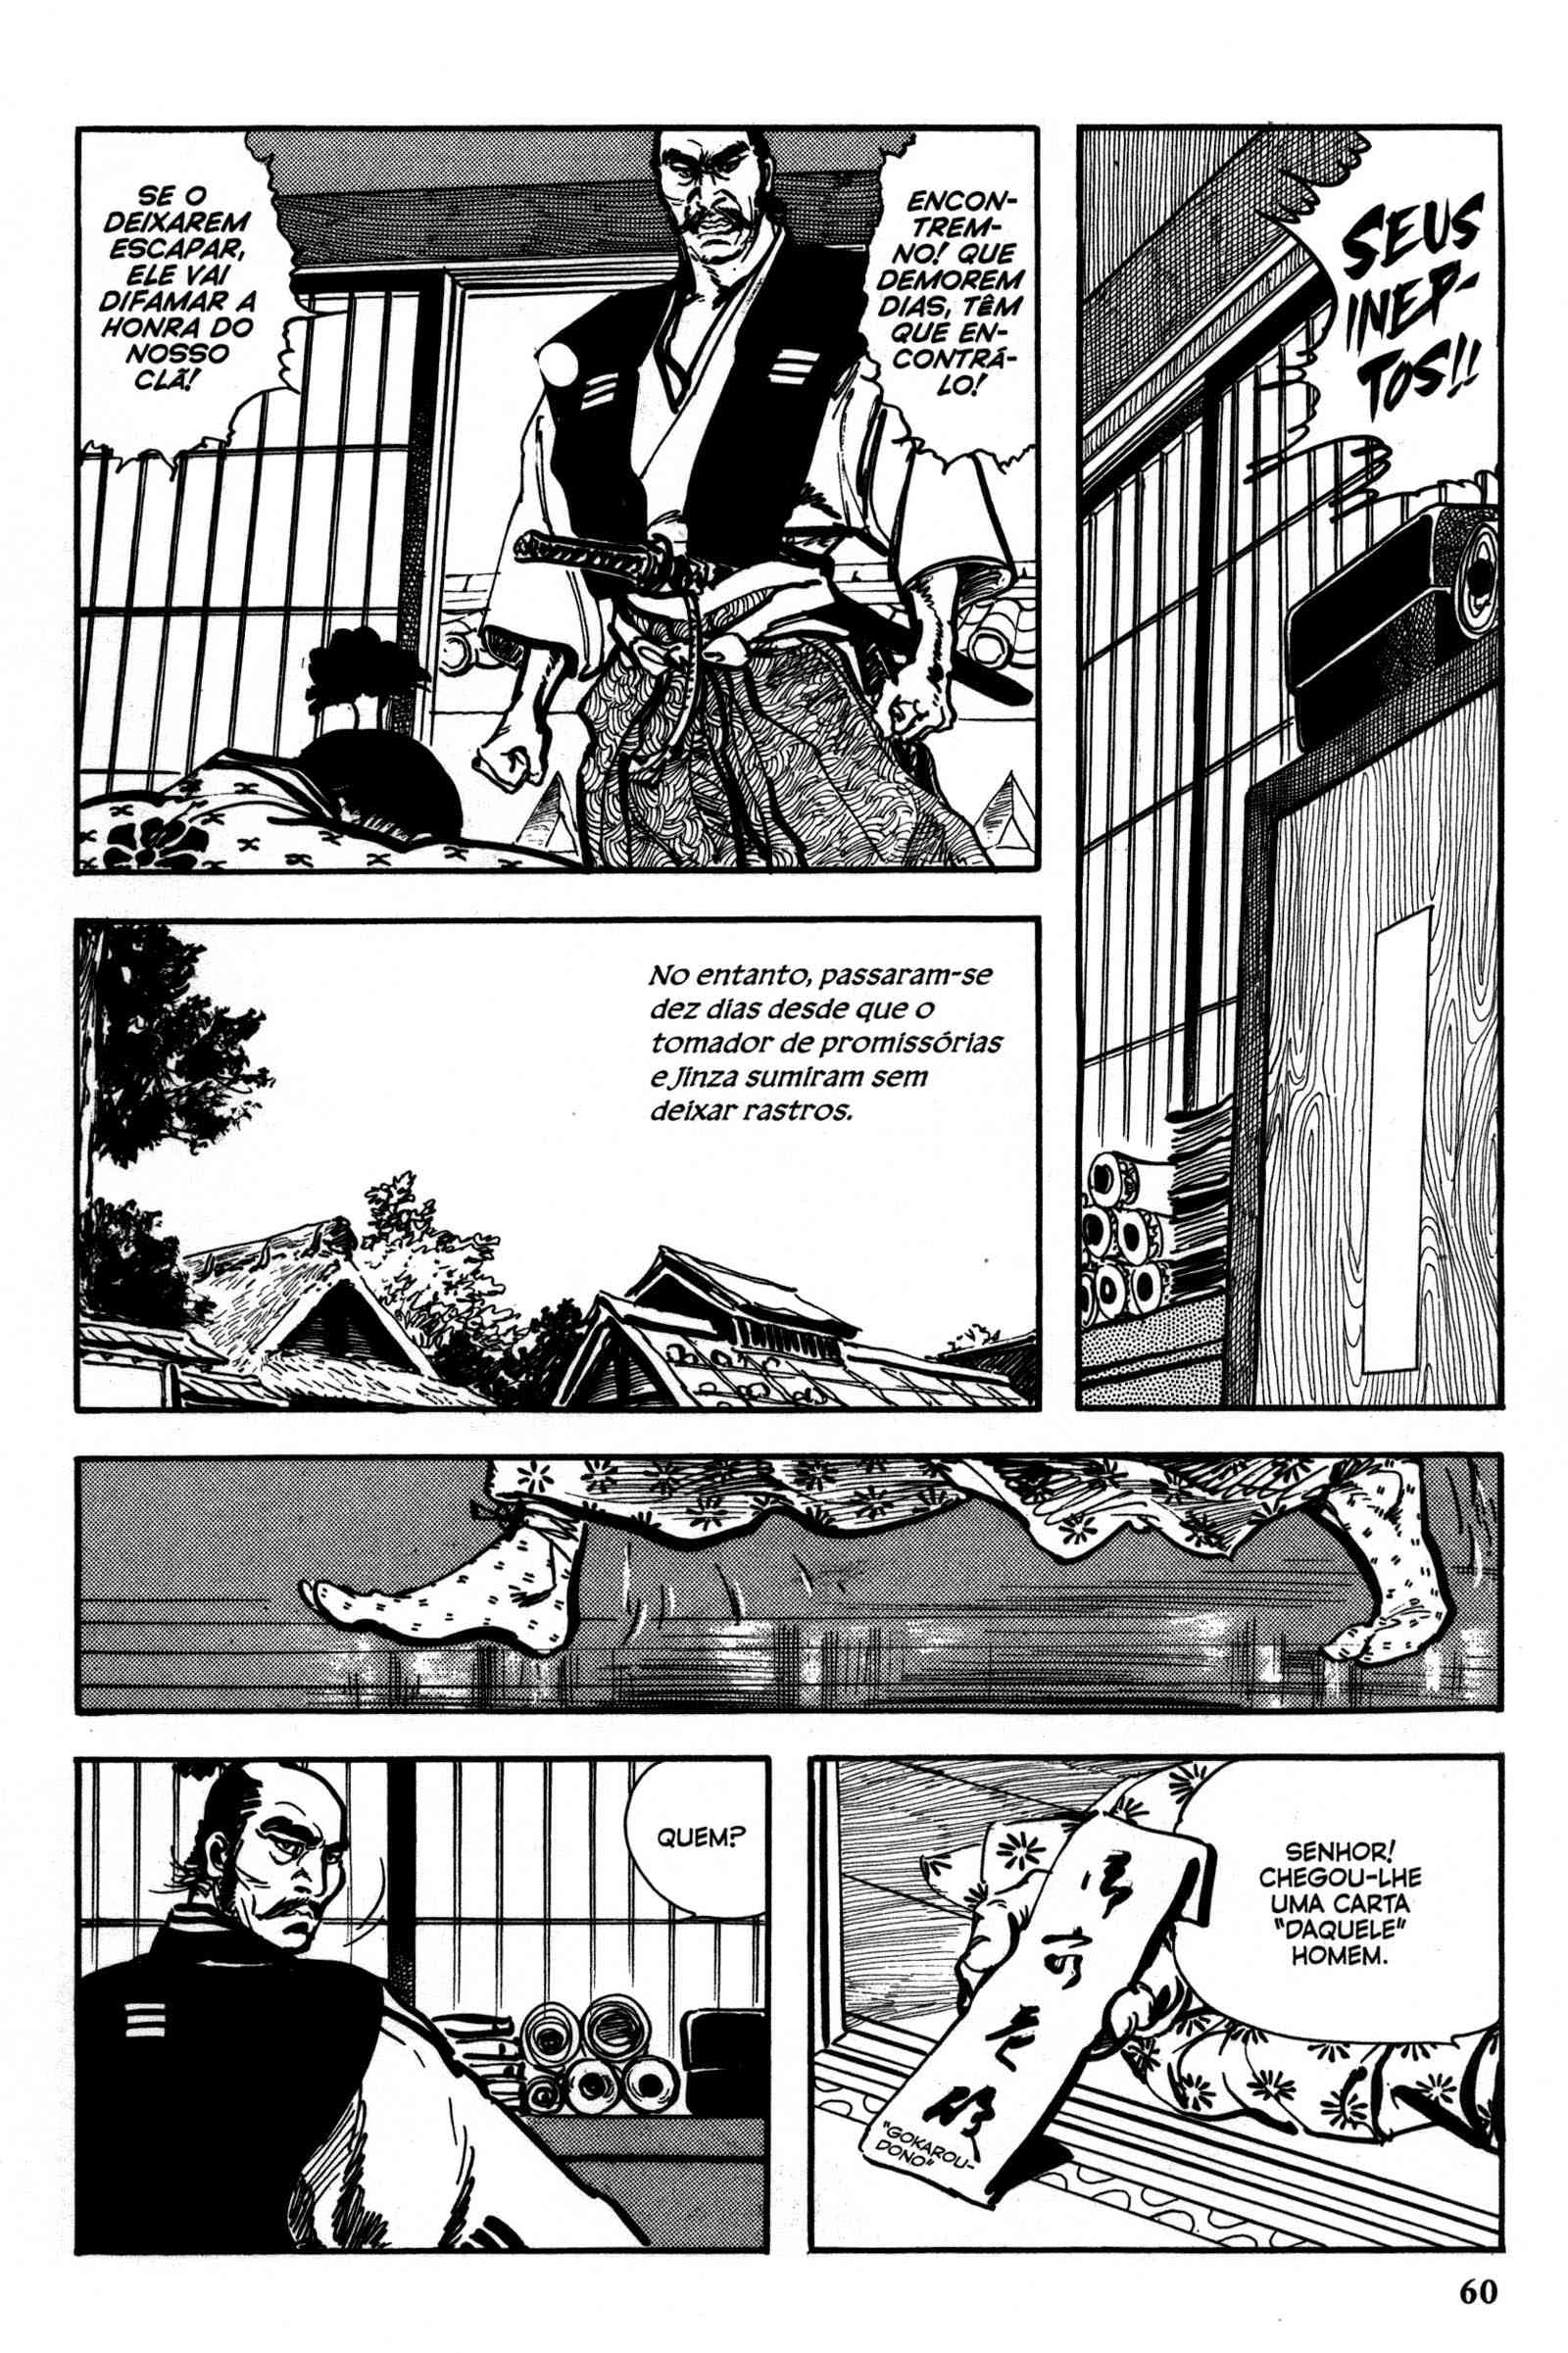 SEUS
INEP-
TOS!!
ENCON-
TREM-
NO! QUE
DEMOREM
DIAS, TÊM
QUE EN-
CONTRÁ-
LO!
SE O
DEIXAREM
ESCAPAR,
ELE VAI
DIFAMAR A
HONRA DO
NOSSO
CLÃ!
No entanto, passaram-se
dez dias desde que o
tomador de promissórias
e Jinza sumiram sem
deixar rastros.
SENHOR!
CHEGOU-LHE
UMA CARTA
"DAQUELE"
HOMEM.
"GOKAROU-
DONO"
QUEM?
60